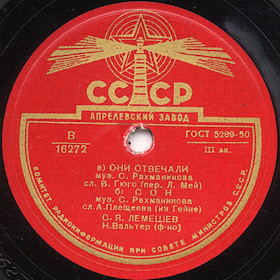 СССР
АПРЕЛЕВСКИЙ ЗАВОД
В
16272
ГОСТ 5289-50
III кл.
а) ОНИ ОТВЕЧАЛИ
муз. С. Рахманинова
сл. В. Гюго (пер. Л. Мей)
б) СОН
муз. С. Рахманинова
сл. А. Плещеева (из Гейне)
С. Я. ЛЕМЕШЕВ
Н. Вальтер (ф-но)
КОМИТЕТ РАДИОИНФОРМАЦИИ ПРИ СОВЕТЕ МИНИСТРОВ СССР.